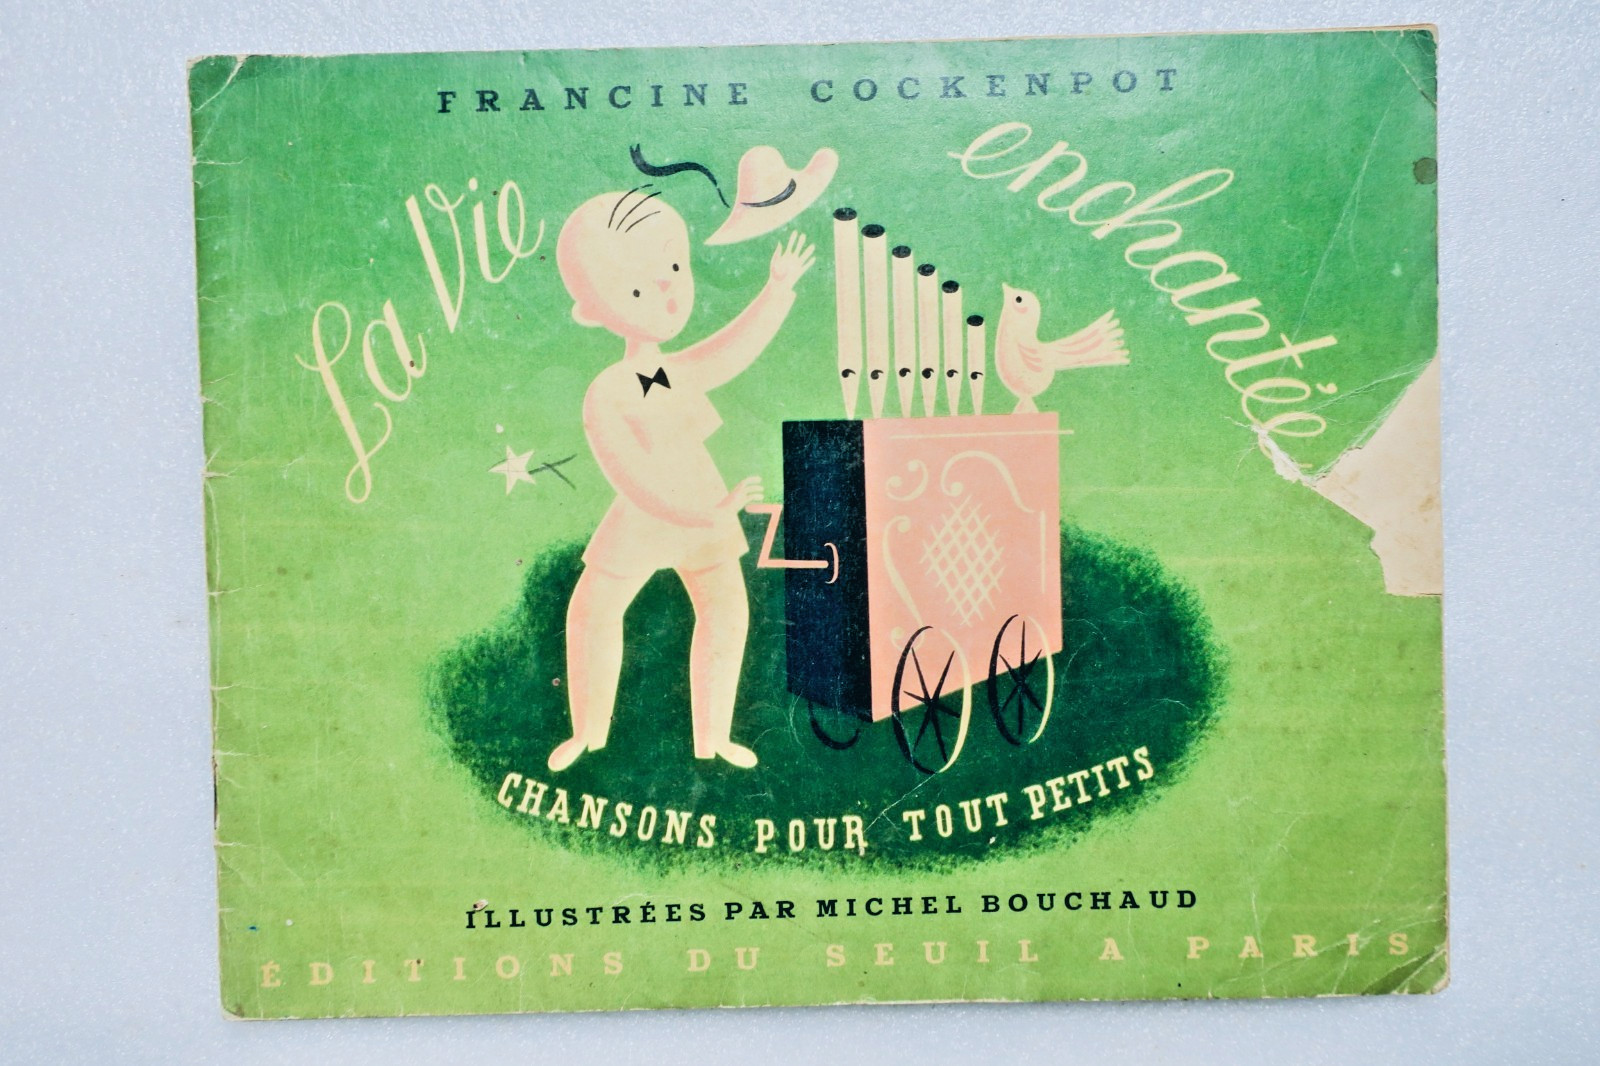 FRANCINE COCKENPOT
La Vie enchantée
CHANSONS POUR TOUT PETITS
ILLUSTRÉES PAR MICHEL BOUCHAUD
ÉDITIONS DU SEUIL A PARIS